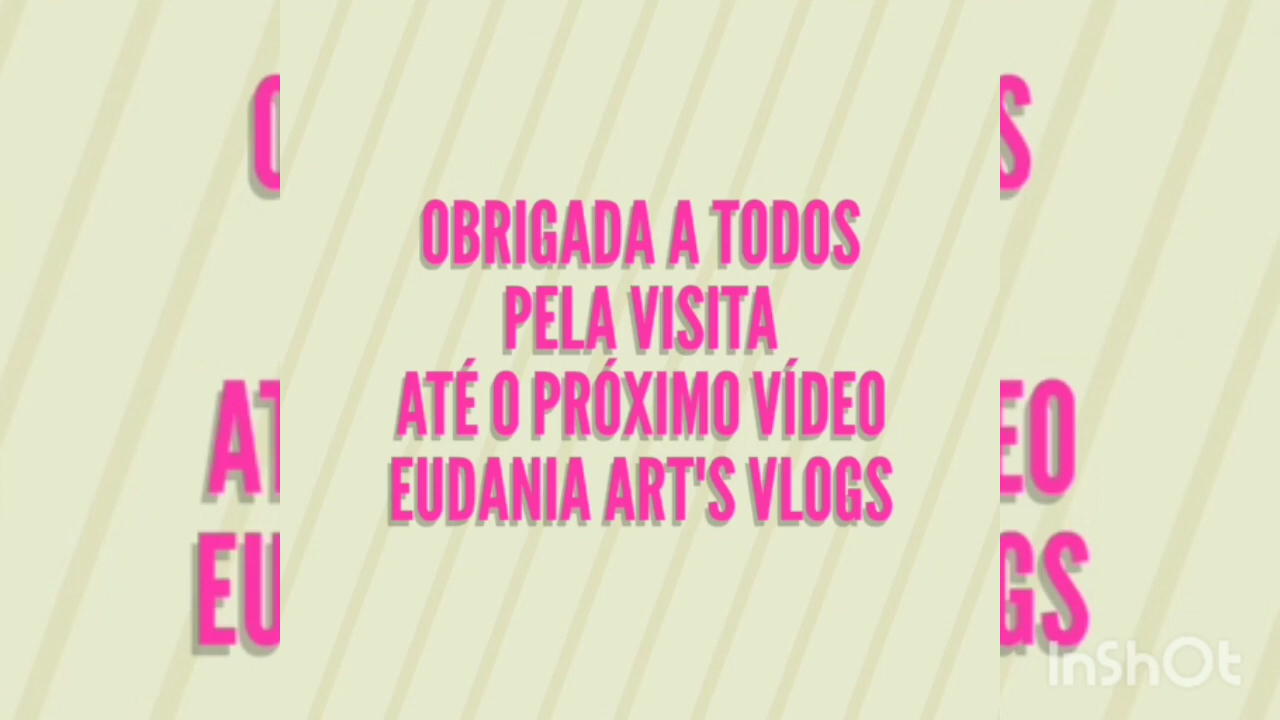 OBRIGADA A TODOS
PELA VISITA
ATÉ O PRÓXIMO VÍDEO
EUDANIA ART'S VLOGS
InShOt